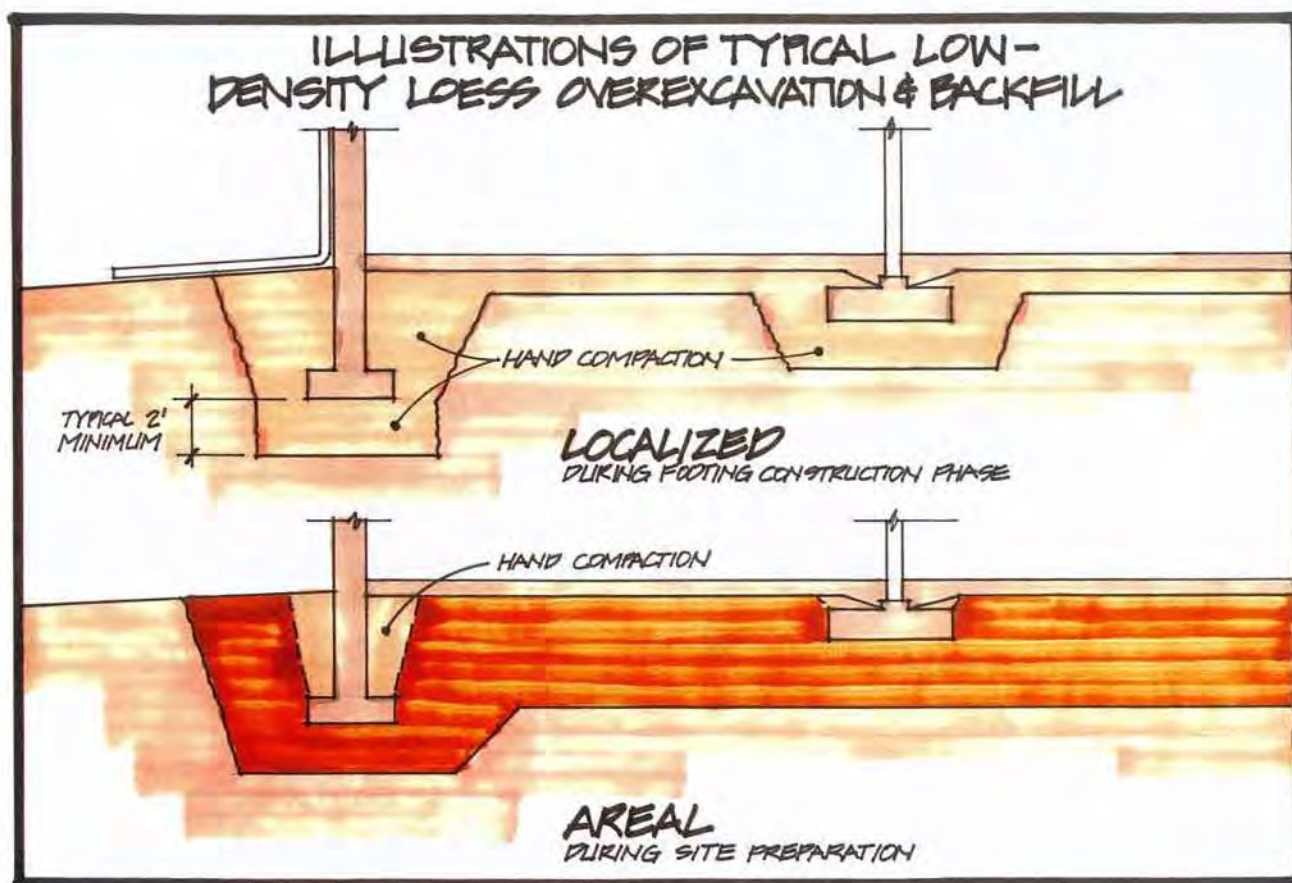 ILLUSTRATIONS OF TYPICAL LOW-
DENSITY LOESS OVEREXCAVATION & BACKFILL
HAND COMPACTION
TYPICAL 2'
MINIMUM
LOCALIZED
DURING FOOTING CONSTRUCTION PHASE
HAND COMPACTION
AREAL
DURING SITE PREPARATION